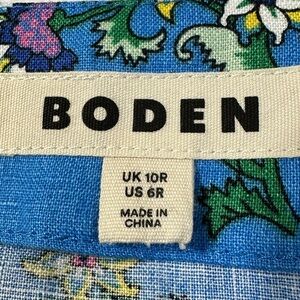 BODEN
UK 10R
US 6R
MADE IN
CHINA